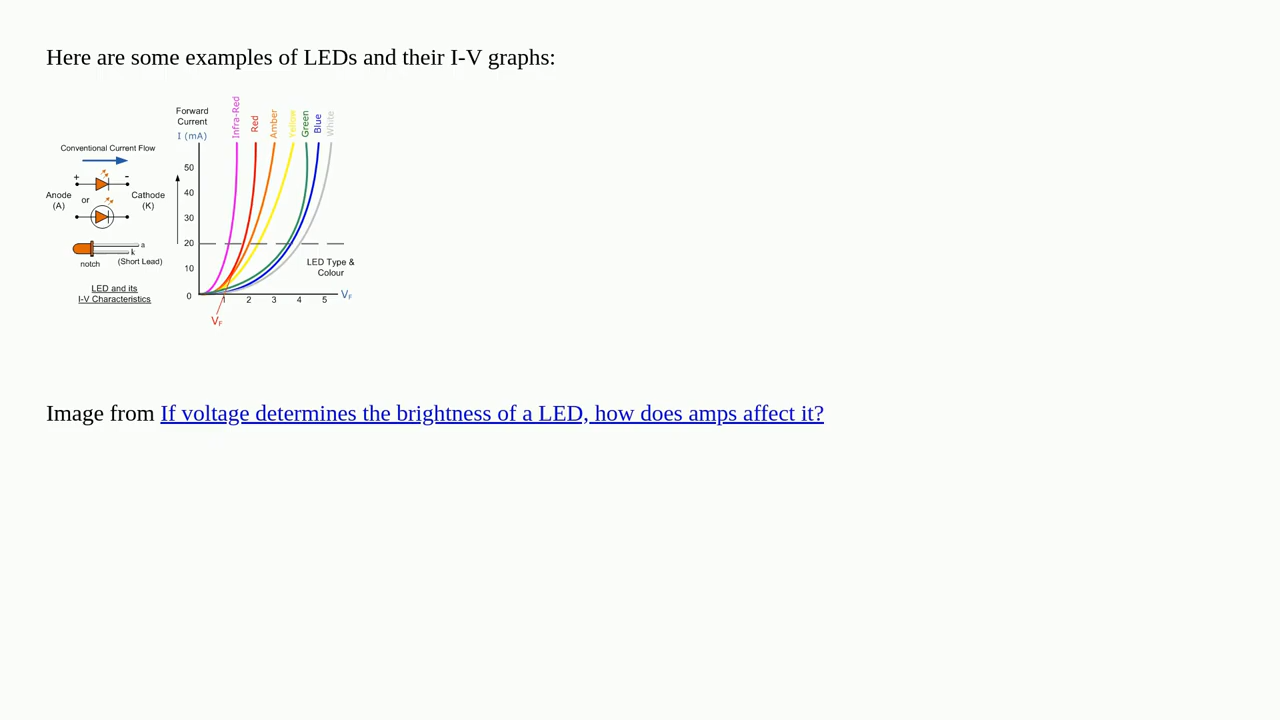 Here are some examples of LEDs and their I-V graphs:
Forward
Current
I (mA)
Infra-Red
Red
Amber
Yellow
Green
Blue
White
Conventional Current Flow
+
-
Anode
(A)
or
Cathode
(K)
a
k
notch
(Short Lead)
LED and its
I-V Characteristics
50
40
30
20
10
0
1
2
3
4
5
VF
LED Type &
Colour
VF
Image from If voltage determines the brightness of a LED, how does amps affect it?